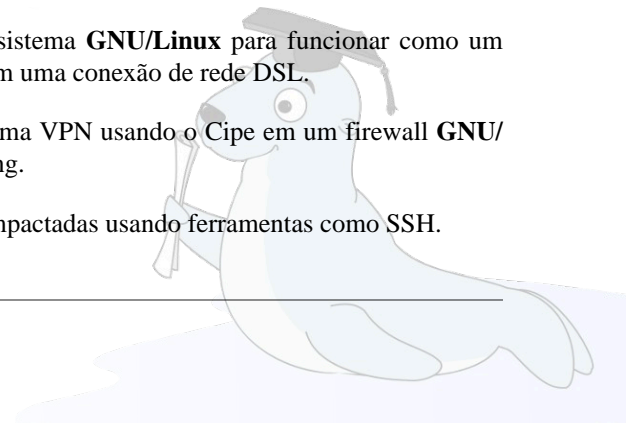 sistema GNU/Linux para funcionar como um
m uma conexão de rede DSL.
ma VPN usando o Cipe em um firewall GNU/
ng.
mpactadas usando ferramentas como SSH.